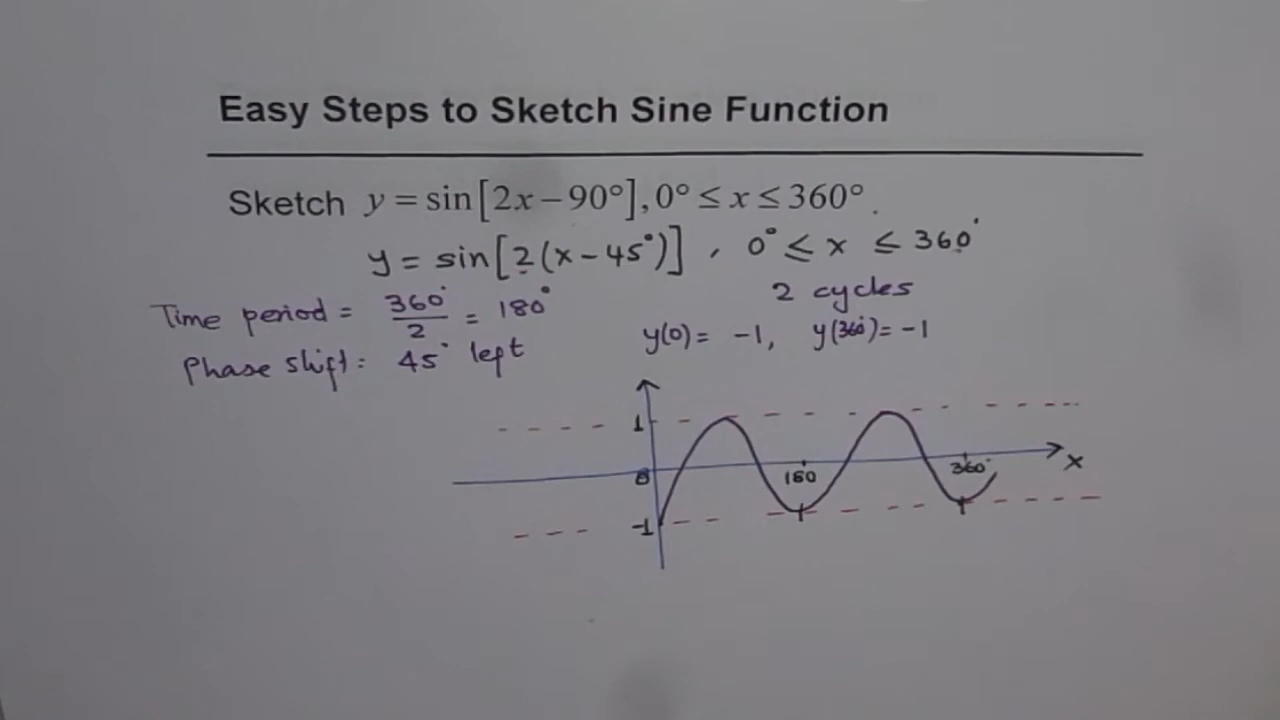 Easy Steps to Sketch Sine Function
Sketch y = sin[2x − 90°], 0° ≤ x ≤ 360° .
y = sin[2(x − 45°)] , 0° ≤ x ≤ 360°
Time period = 360°/2 = 180°
2 cycles
Phase shift: 45° left
y(0) = −1, y(360°) = −1
1
0
180
360°
x
−1